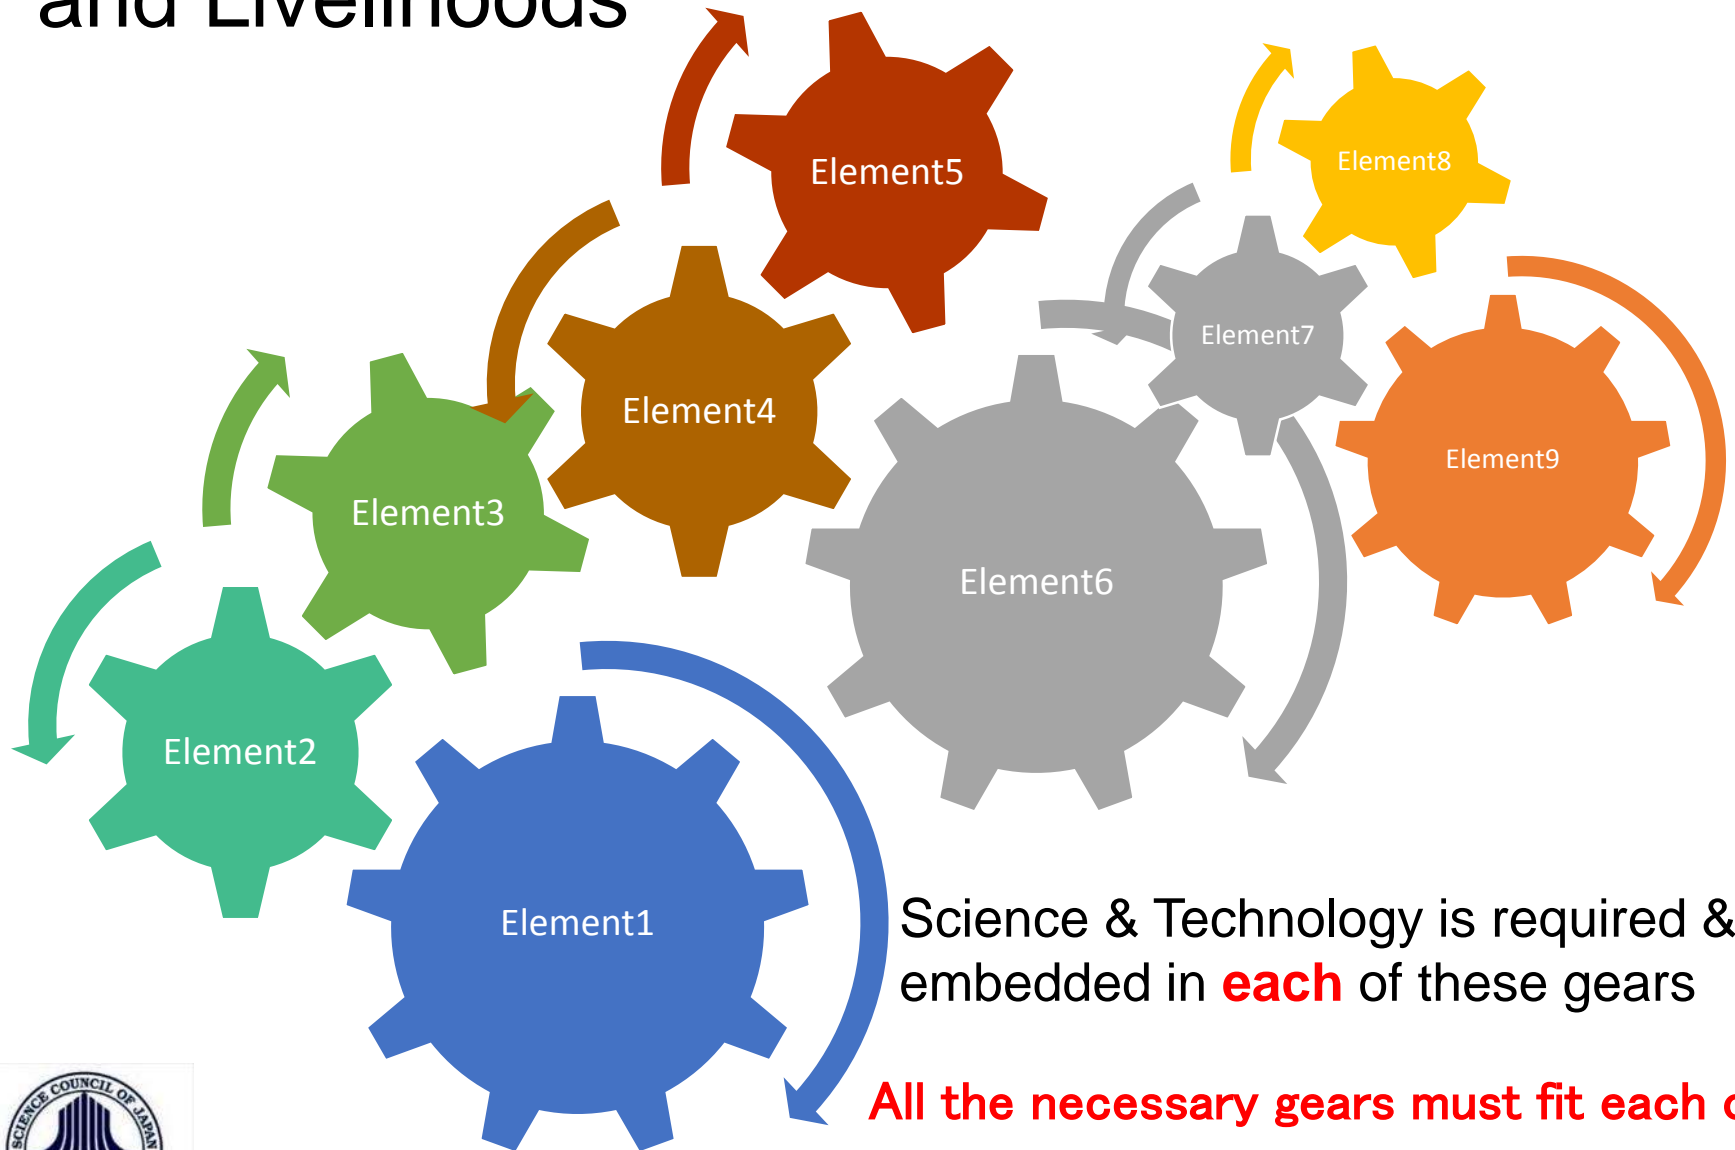 and Livelihoods
Element5
Element8
Element7
Element4
Element9
Element3
Element6
Element2
Element1
Science & Technology is required &
embedded in each of these gears
All the necessary gears must fit each
SCIENCE COUNCIL OF JAPAN